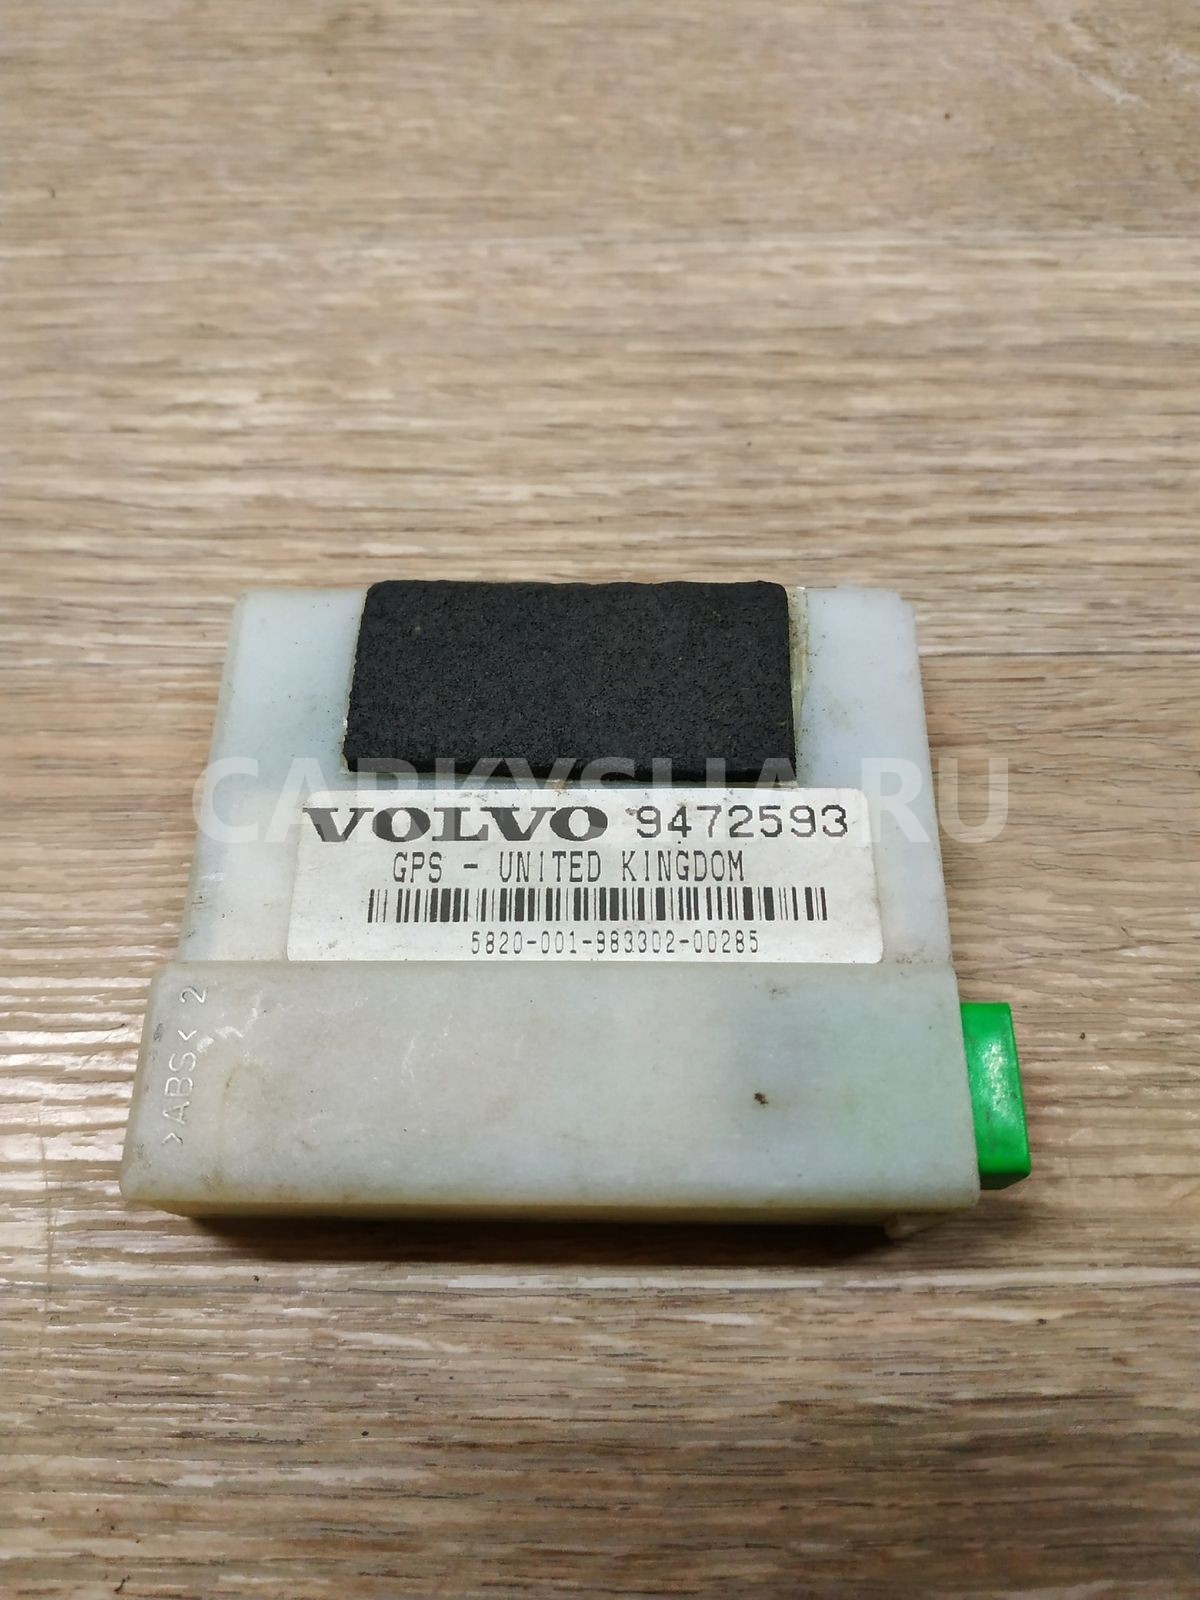 CARKYSHA.RU
VOLVO 9472593
GPS - UNITED KINGDOM
5820-001-983302-00285
>ABS< 2